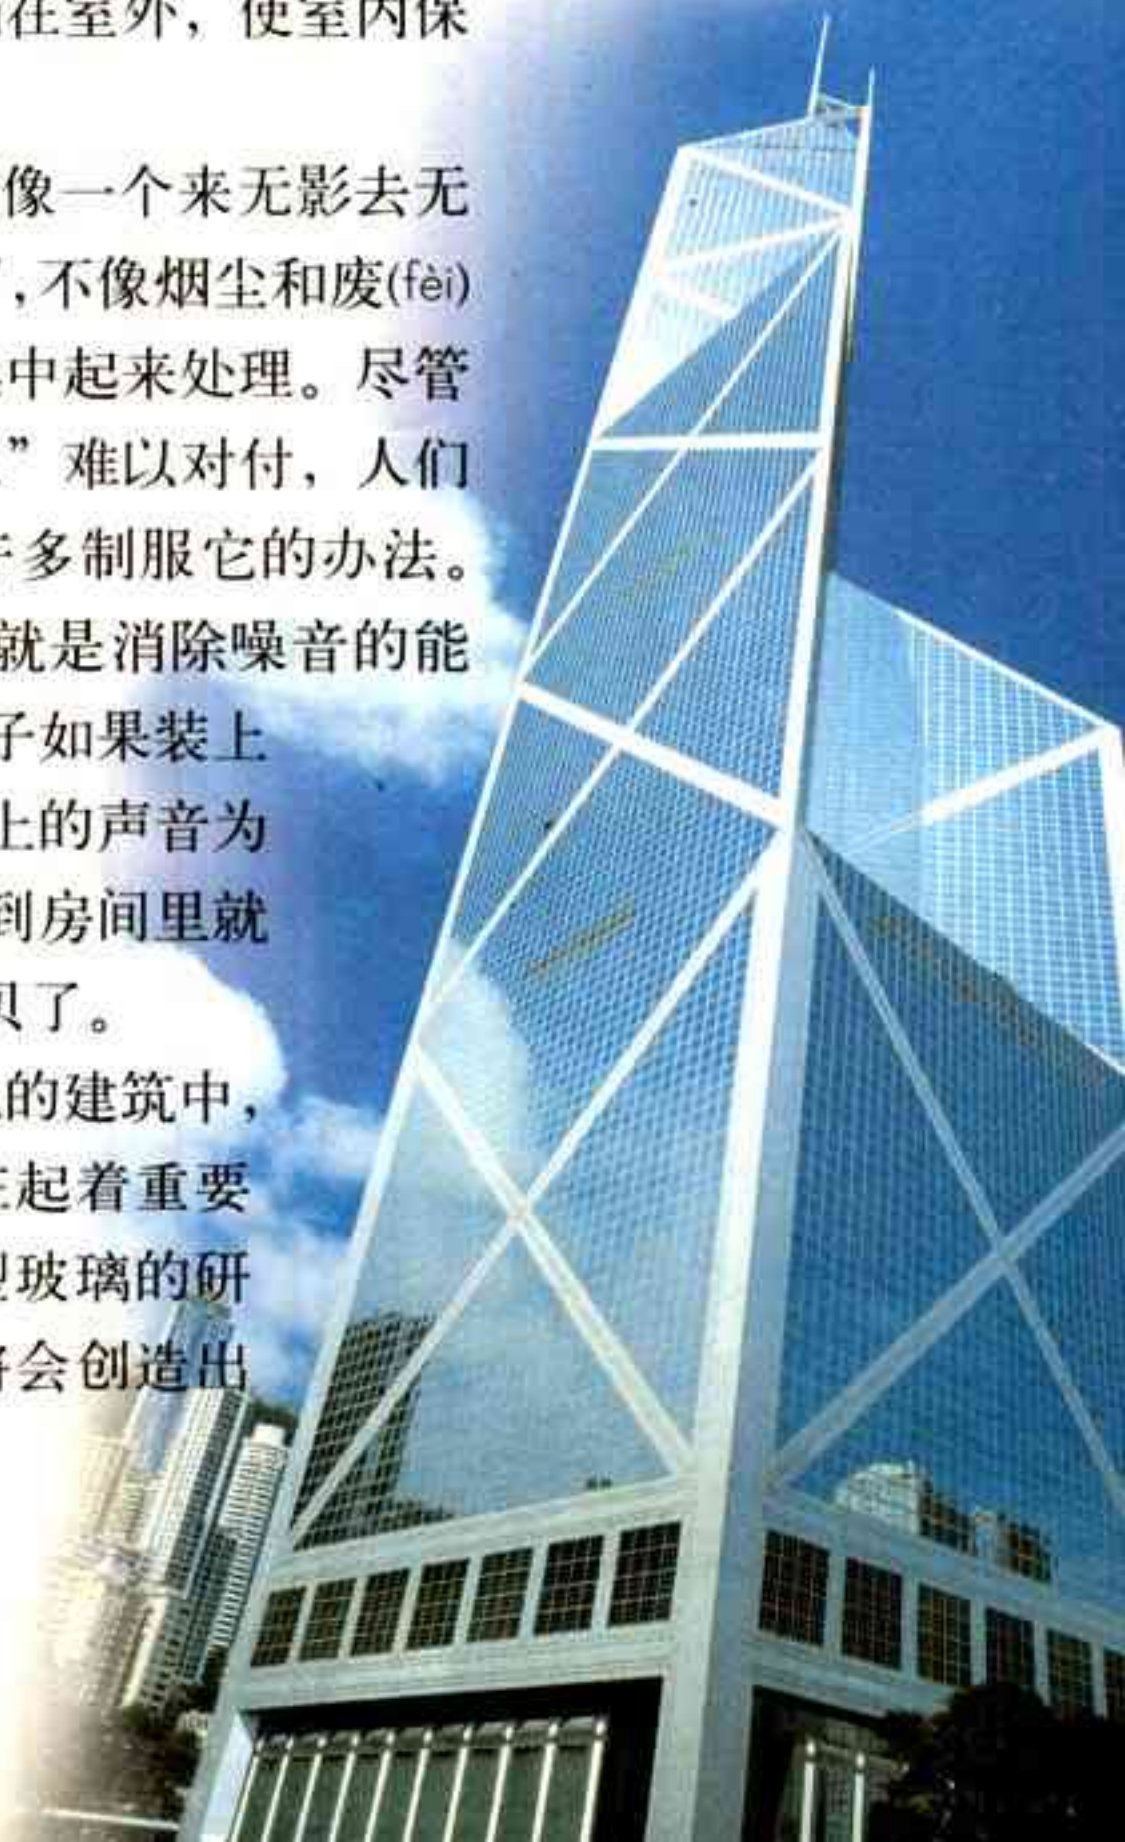 在室外，使室内保
像一个来无影去无
，不像烟尘和废(fèi)
中起来处理。尽管
”难以对付，人们
多制服它的办法。
就是消除噪音的能
子如果装上
上的声音为
到房间里就
贝了。
的建筑中，
在起着重要
型玻璃的研
将会创造出